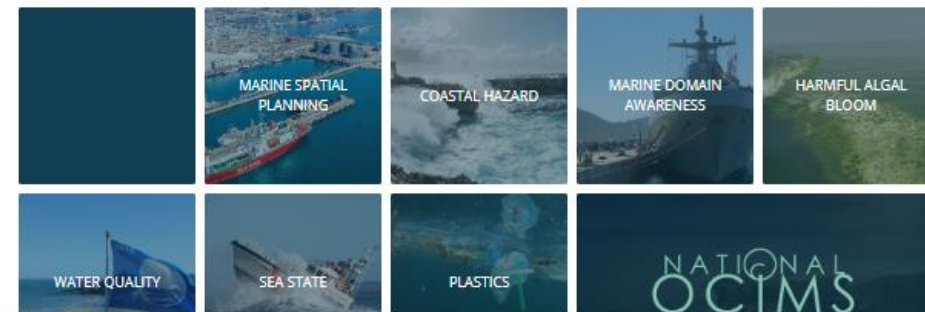 MARINE SPATIAL
PLANNING
COASTAL HAZARD
MARINE DOMAIN
AWARENESS
HARMFUL ALGAL
BLOOM
WATER QUALITY
SEA STATE
PLASTICS
NATIONAL
OCIMS